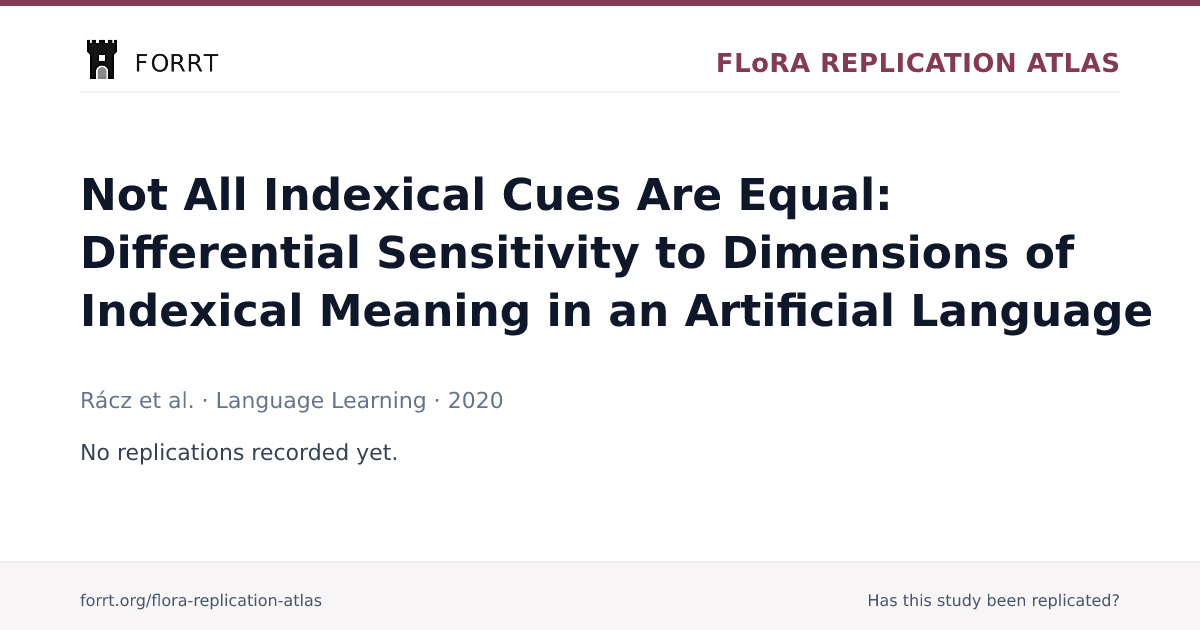 FORRT
FLoRA REPLICATION ATLAS
Not All Indexical Cues Are Equal:
Differential Sensitivity to Dimensions of
Indexical Meaning in an Artificial Language
Rácz et al. · Language Learning · 2020
No replications recorded yet.
forrt.org/flora-replication-atlas
Has this study been replicated?